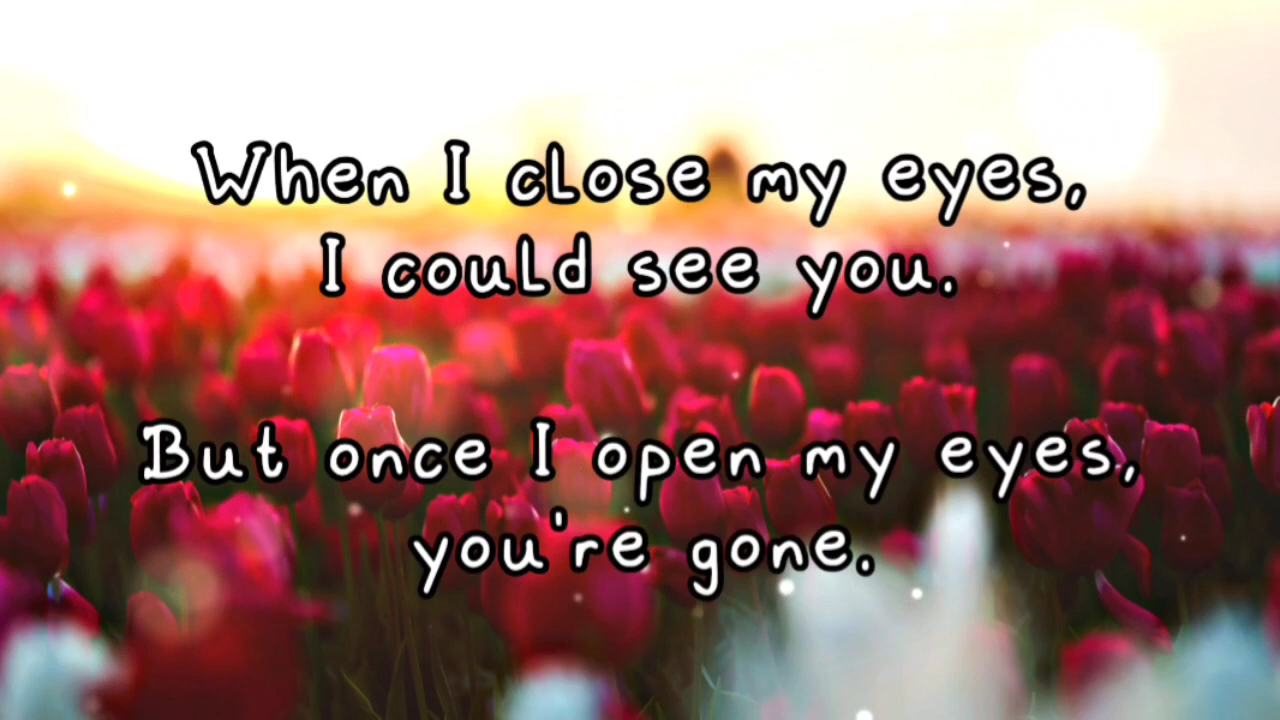 When I close my eyes,
I could see you.
But once I open my eyes,
you're gone.